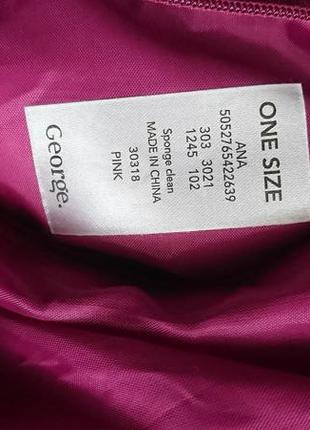 ONE SIZE
ANA
5052765422639
303 3021
1245 102
Sponge clean
MADE IN CHINA
30318
PINK
George.